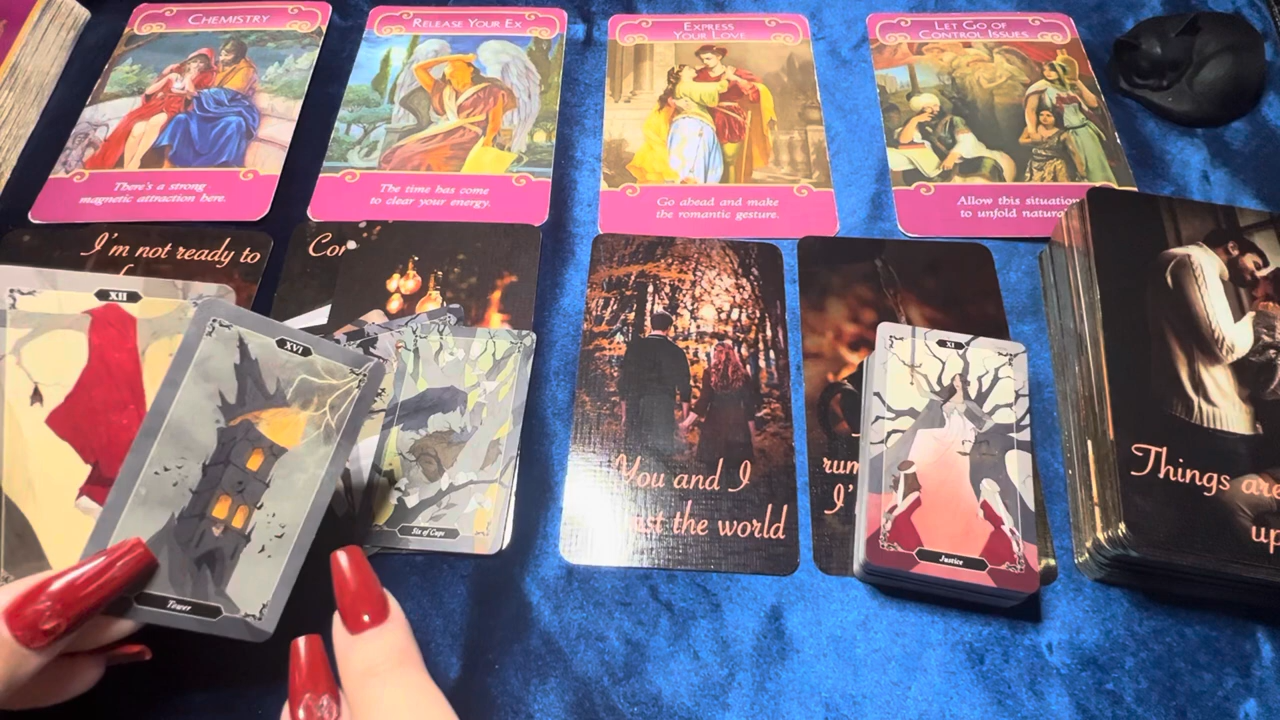 CHEMISTRY
There's a strong
magnetic attraction here.
RELEASE YOUR EX
The time has come
to clear your energy.
EXPRESS
YOUR LOVE
Go ahead and make
the romantic gesture.
LET GO OF
CONTROL ISSUES
Allow this situation
to unfold
I'm not ready to
XII
XVI
Tower
Six of Cups
You and I
the world
XI
Justice
Things are
up